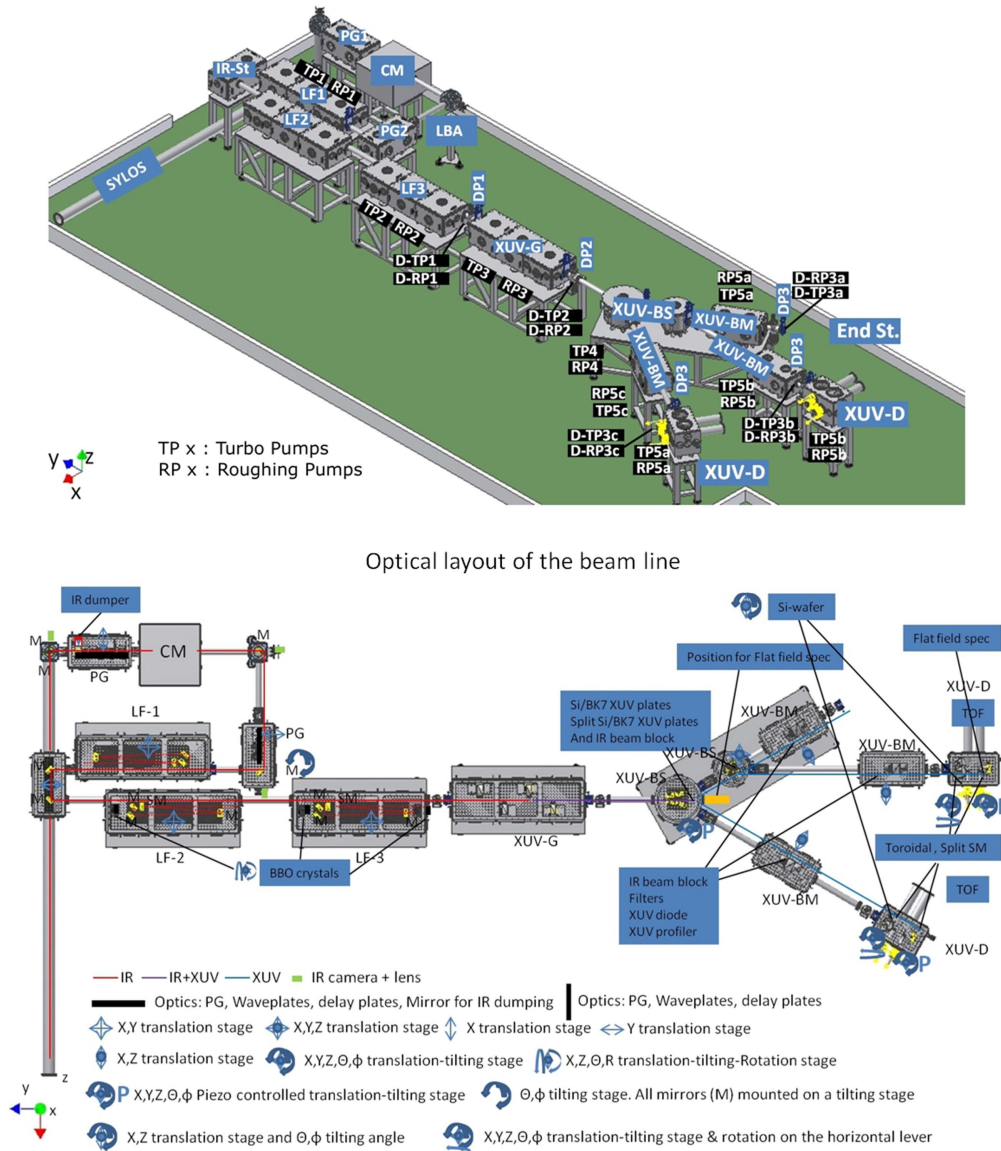 PG1
IR-St
TP1
RP1
CM
LF1
LF2
PG2
LBA
SYLOS
LF3
DP1
TP2
RP2
XUV-G
DP2
D-TP1
D-RP1
TP3
RP3
D-TP2
D-RP2
XUV-BS
RP5a
TP5a
D-RP3a
D-TP3a
DP3
XUV-BM
End St.
XUV-BM
XUV-BM
DP3
TP4
RP4
DP3
RP5c
TP5c
TP5b
RP5b
XUV-D
D-TP3c
D-RP3c
D-TP3b
D-RP3b
TP5a
RP5a
TP5b
RP5b
XUV-D
TP x : Turbo Pumps
RP x : Roughing Pumps
y z
x
Optical layout of the beam line
IR dumper
Si-wafer
M
M
M
CM
PG
Position for Flat field spec
Flat field spec
XUV-D
TOF
LF-1
PG
M
Si/BK7 XUV plates
Split Si/BK7 XUV plates
And IR beam block
XUV-BM
XUV-BS
XUV-BM
XUV-BS
M
M
M
SM
M
M
SM
M
P
LF-2
LF-3
XUV-G
BBO crystals
Toroidal , Split SM
IR beam block
Filters
XUV diode
XUV profiler
XUV-BM
TOF
XUV-D
P
IR
IR+XUV
XUV
IR camera + lens
Optics: PG, Waveplates, delay plates, Mirror for IR dumping
Optics: PG, Waveplates, delay plates
X,Y translation stage
X,Y,Z translation stage
X translation stage
Y translation stage
X,Z translation stage
X,Y,Z,Θ,ϕ translation-tilting stage
X,Z,Θ,R translation-tilting-Rotation stage
P X,Y,Z,Θ,ϕ Piezo controlled translation-tilting stage
Θ,ϕ tilting stage. All mirrors (M) mounted on a tilting stage
X,Z translation stage and Θ,ϕ tilting angle
X,Y,Z,Θ,ϕ translation-tilting stage & rotation on the horizontal lever
z
y
x